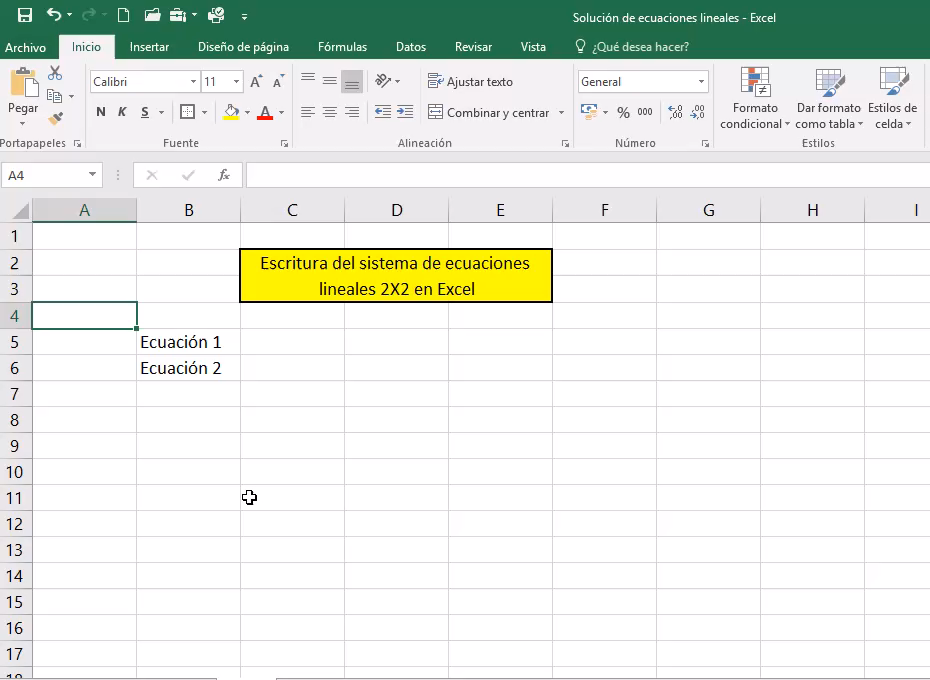 Solución de ecuaciones lineales - Excel
Archivo Inicio Insertar Diseño de página Fórmulas Datos Revisar Vista ¿Qué desea hacer?
Calibri 11 Ajustar texto General
Pegar N K S A Combinar y centrar % 000 Formato condicional Dar formato como tabla Estilos de celda
Portapapeles Fuente Alineación Número Estilos
A4 fx
A B C D E F G H I
1
2 Escritura del sistema de ecuaciones
3 lineales 2X2 en Excel
4
5 Ecuación 1
6 Ecuación 2
7
8
9
10
11
12
13
14
15
16
17